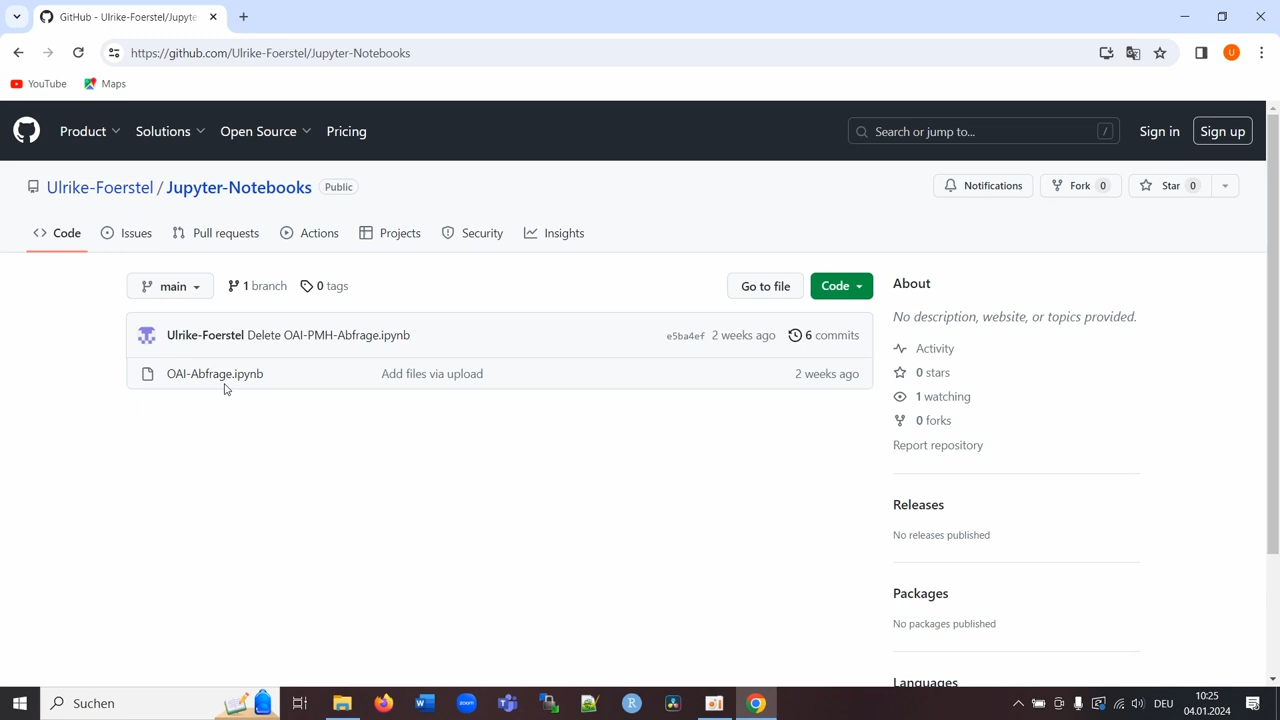 GitHub - Ulrike-Foerstel/Jupyte
https://github.com/Ulrike-Foerstel/Jupyter-Notebooks
YouTube Maps
U
Product Solutions Open Source Pricing
Search or jump to... /
Sign in Sign up
Ulrike-Foerstel / Jupyter-Notebooks Public
Notifications Fork 0 Star 0
Code Issues Pull requests Actions Projects Security Insights
main 1 branch 0 tags
Go to file Code
Ulrike-Foerstel Delete OAI-PMH-Abfrage.ipynb e5ba4ef 2 weeks ago 6 commits
OAI-Abfrage.ipynb Add files via upload 2 weeks ago
About
No description, website, or topics provided.
Activity
0 stars
1 watching
0 forks
Report repository
Releases
No releases published
Packages
No packages published
Languages
Suchen
zoom
W
R
DEU
10:25
04.01.2024